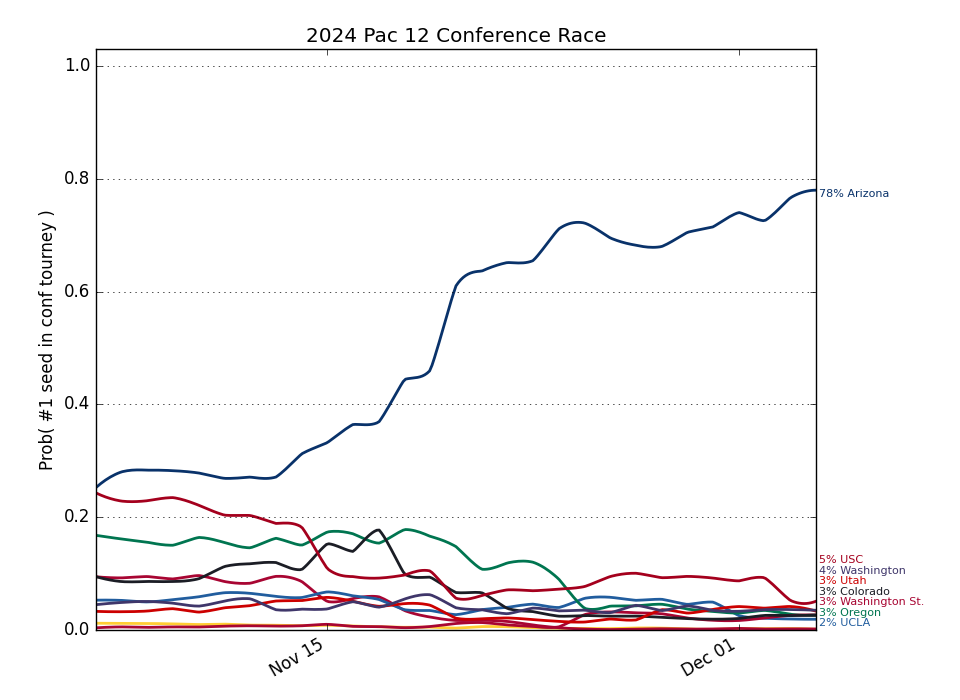 2024 Pac 12 Conference Race
Prob( #1 seed in conf tourney )
1.0
0.8
0.6
0.4
0.2
0.0
Nov 15
Dec 01
78% Arizona
5% USC
4% Washington
3% Utah
3% Colorado
3% Washington St.
3% Oregon
2% UCLA